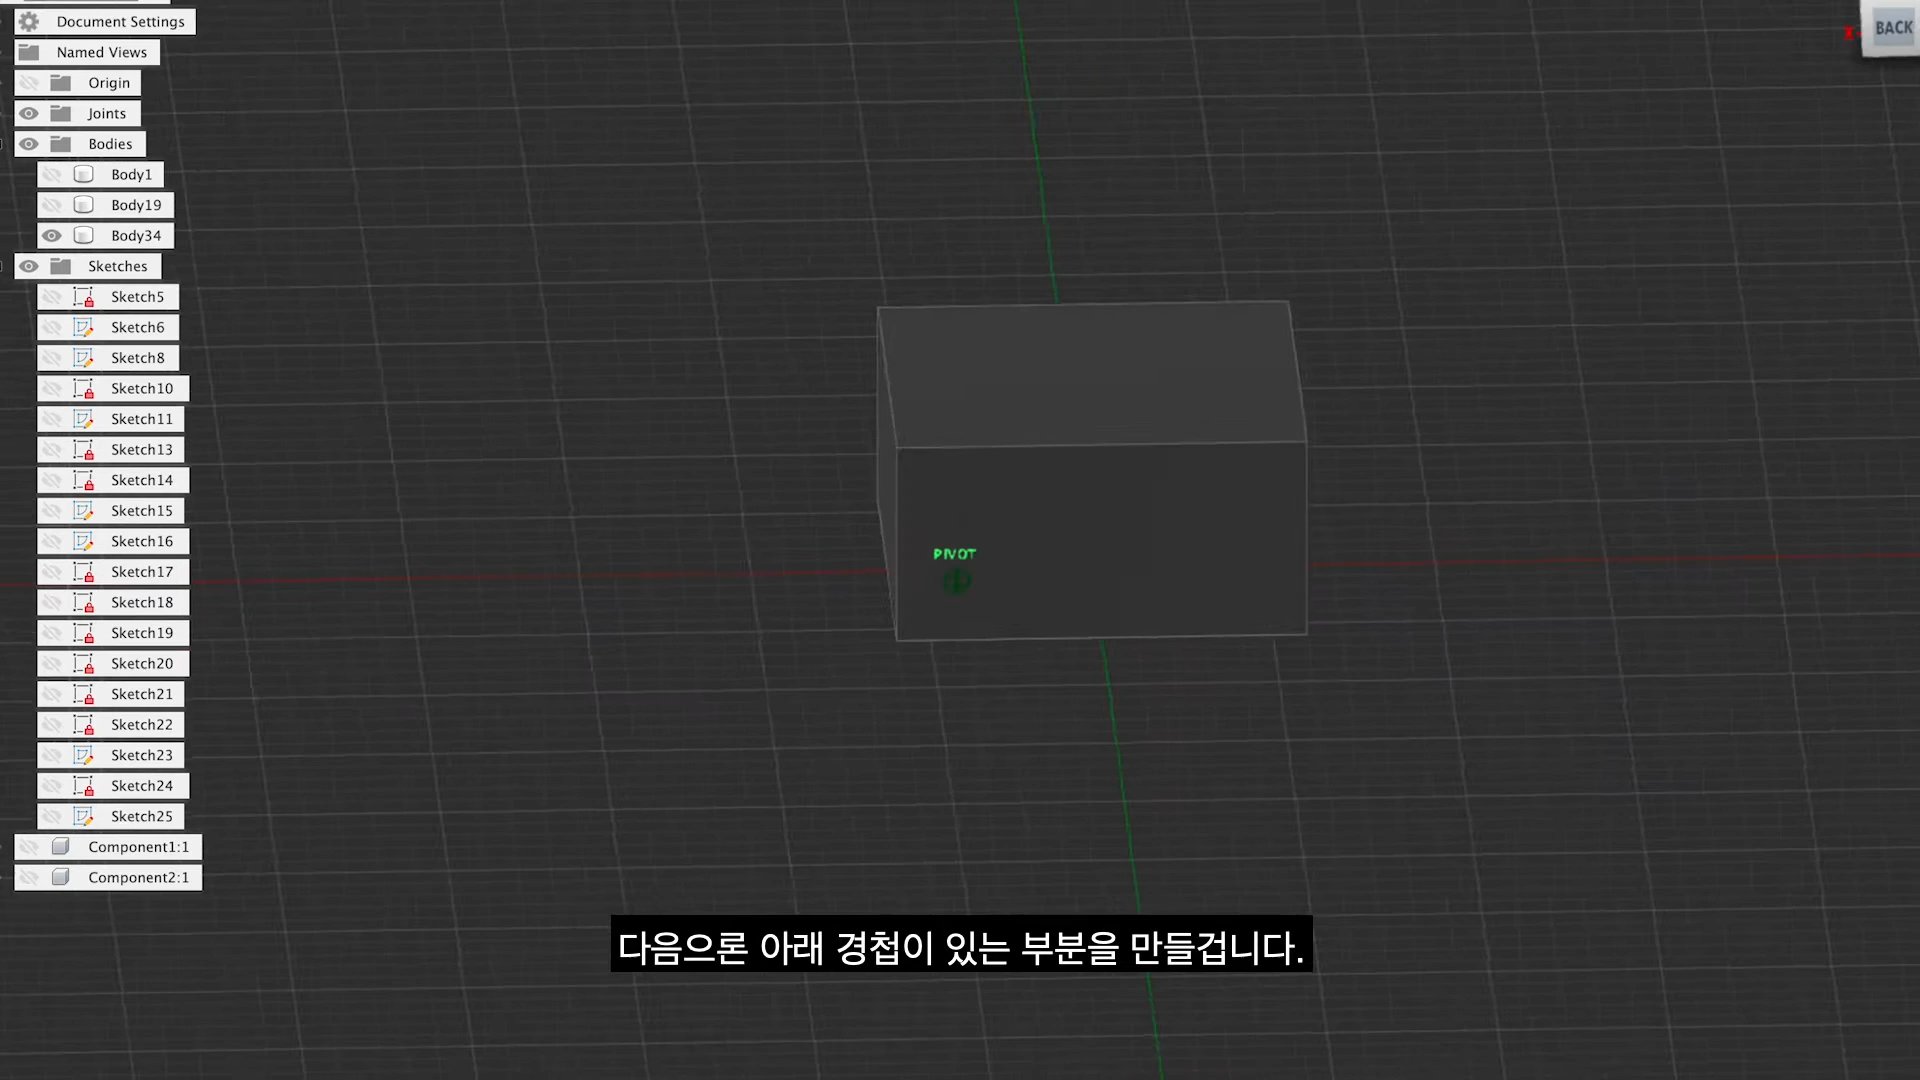 Document Settings
Named Views
Origin
Joints
Bodies
Body1
Body19
Body34
Sketches
Sketch5
Sketch6
Sketch8
Sketch10
Sketch11
Sketch13
Sketch14
Sketch15
Sketch16
Sketch17
Sketch18
Sketch19
Sketch20
Sketch21
Sketch22
Sketch23
Sketch24
Sketch25
Component1:1
Component2:1
X
BACK
PIVOT
다음으론 아래 경첩이 있는 부분을 만들겁니다.